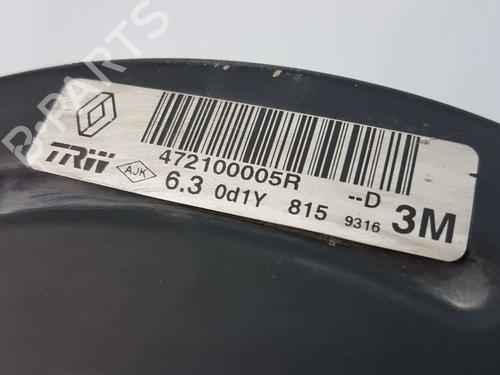 B-PARTS
472100005R --D
TRW AJK 6.3 0d1Y 815 9316 3M